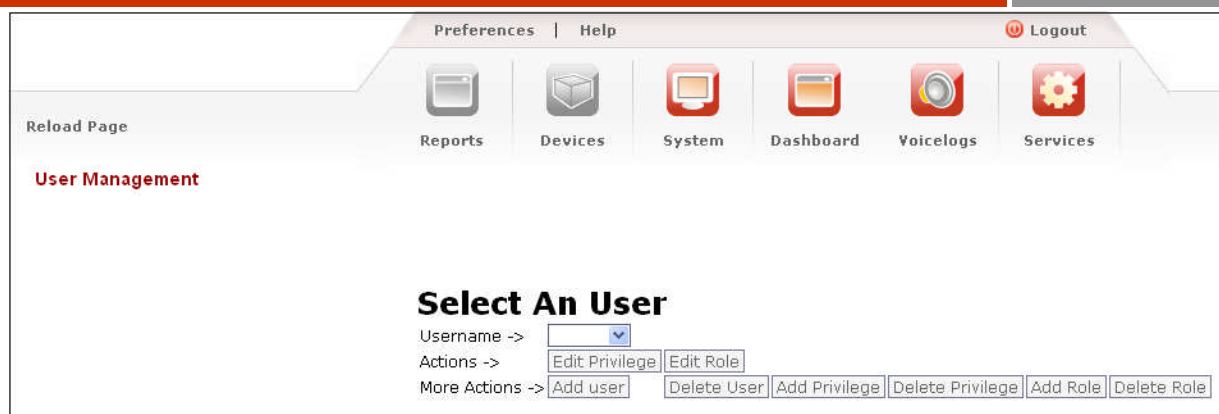 Preferences | Help Logout
Reports Devices System Dashboard Voicelogs Services
Reload Page
User Management
Select An User
Username ->
Actions -> Edit Privilege Edit Role
More Actions -> Add user Delete User Add Privilege Delete Privilege Add Role Delete Role